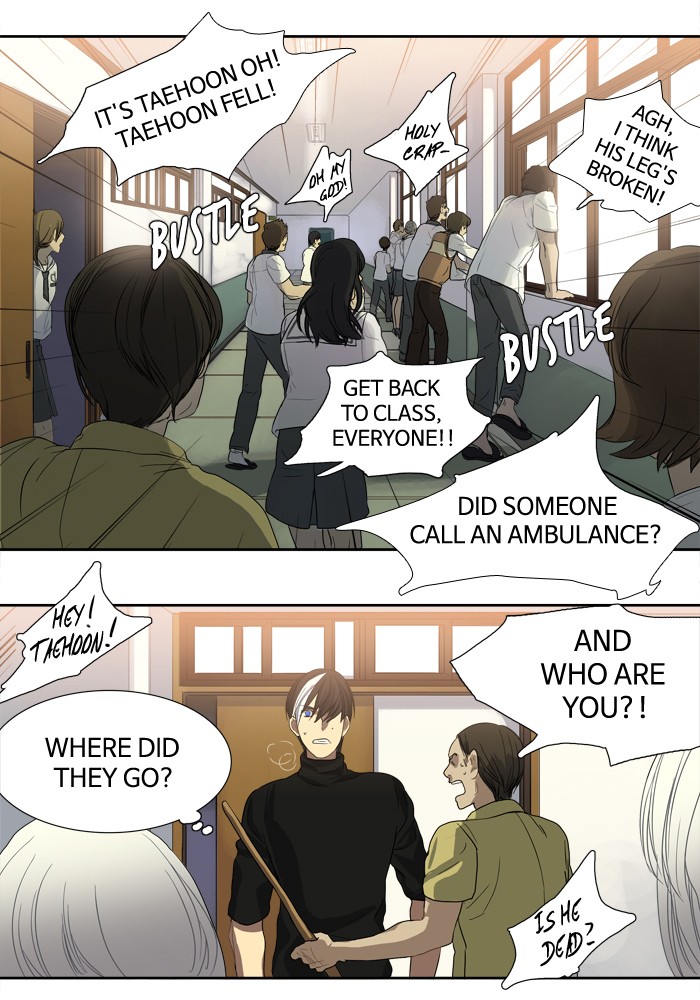 IT'S TAEHOON OH!
TAEHOON FELL!
OH MY
GOD!
HOLY
CRAP-
AGH,
I THINK
HIS LEG'S
BROKEN!
BUSTLE
BUSTLE
GET BACK
TO CLASS,
EVERYONE!!
DID SOMEONE
CALL AN AMBULANCE?
HEY!
TAEHOON!
AND
WHO ARE
YOU?!
WHERE DID
THEY GO?
IS HE
DEAD?